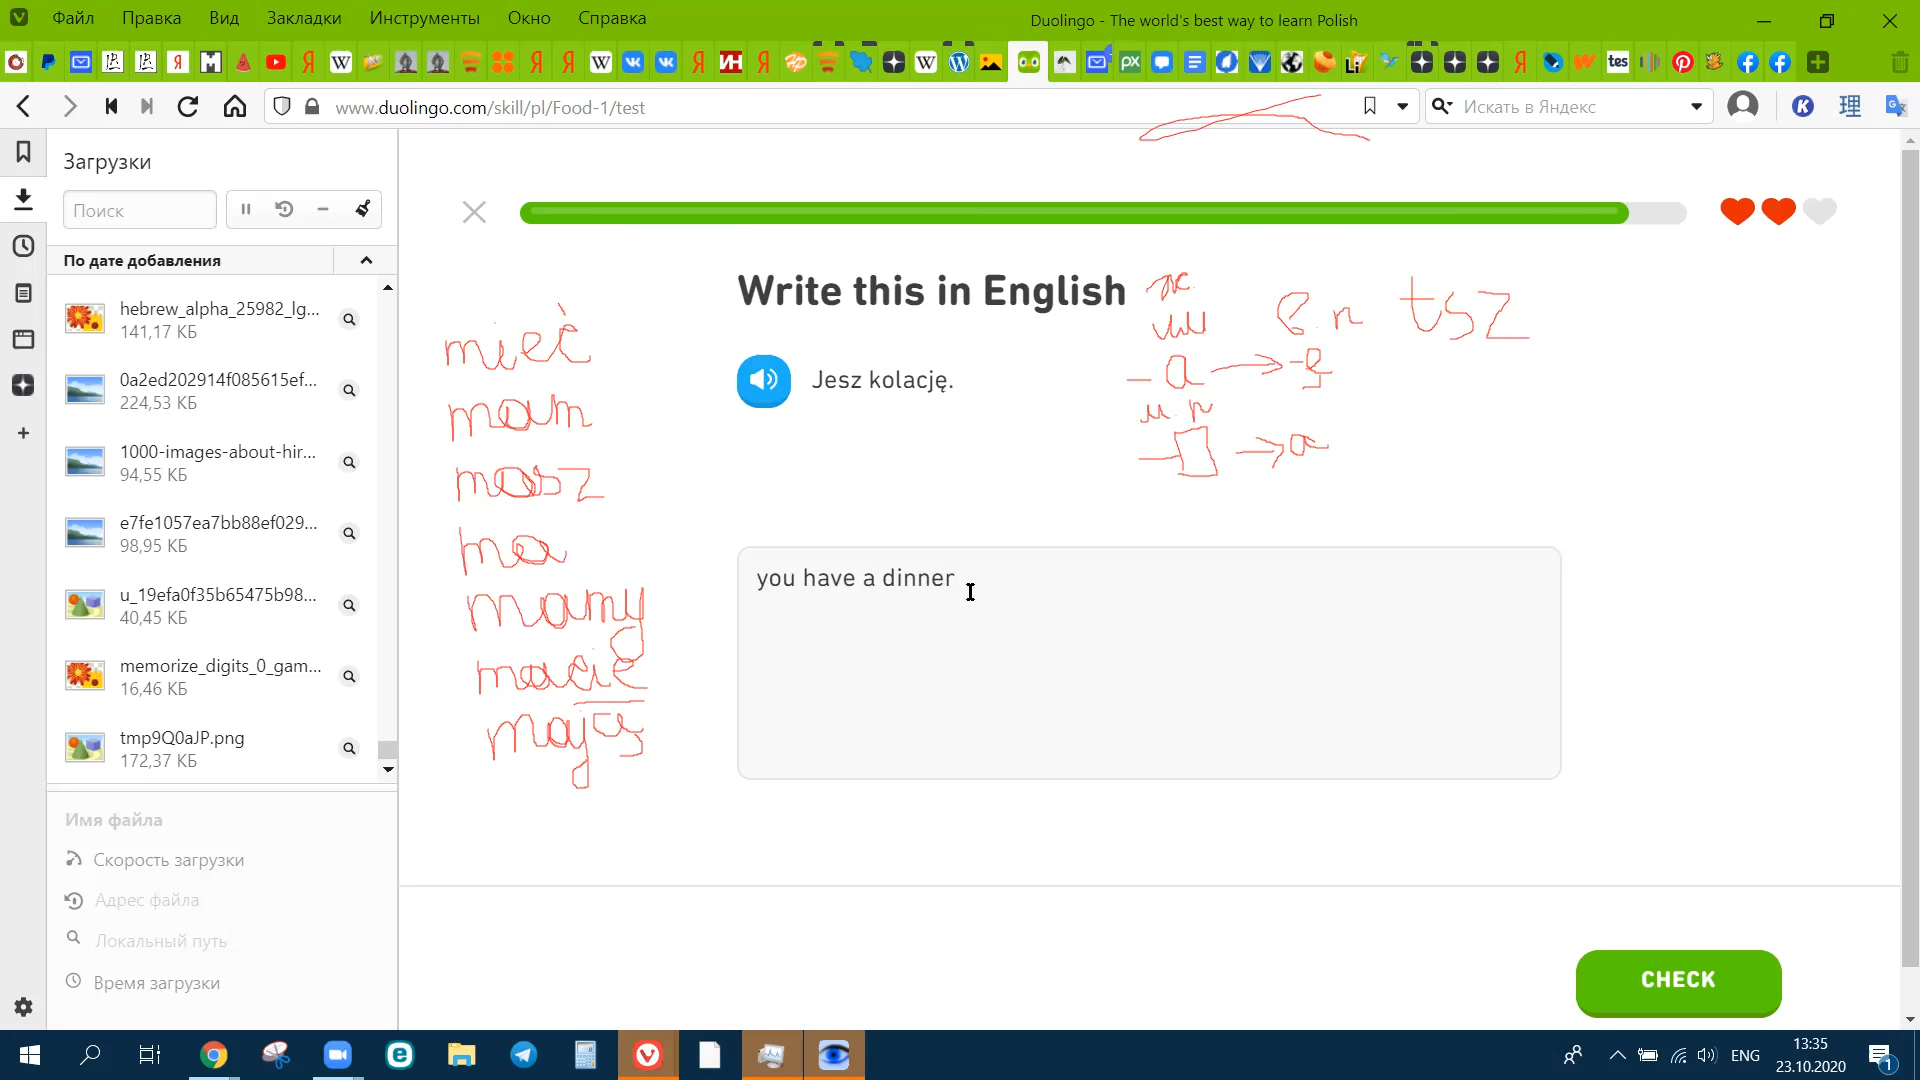 Файл Правка Вид Закладки Инструменты Окно Справка
Duolingo - The world's best way to learn Polish
www.duolingo.com/skill/pl/Food-1/test
Искать в Яндекс
Загрузки
Поиск
По дате добавления
hebrew_alpha_25982_lg...
141,17 КБ
0a2ed202914f085615ef...
224,53 КБ
1000-images-about-hir...
94,55 КБ
e7fe1057ea7bb88ef029...
98,95 КБ
u_19efa0f35b65475b98...
40,45 КБ
memorize_digits_0_gam...
16,46 КБ
tmp9Q0aJP.png
172,37 КБ
Имя файла
Скорость загрузки
Адрес файла
Локальный путь
Время загрузки
Write this in English
Jesz kolację.
mieć
mam
masz
ma
mamy
macie
mają
ж
ш
tsz
- a → -ę
→ a
you have a dinner
CHECK
ENG
13:35
23.10.2020
1